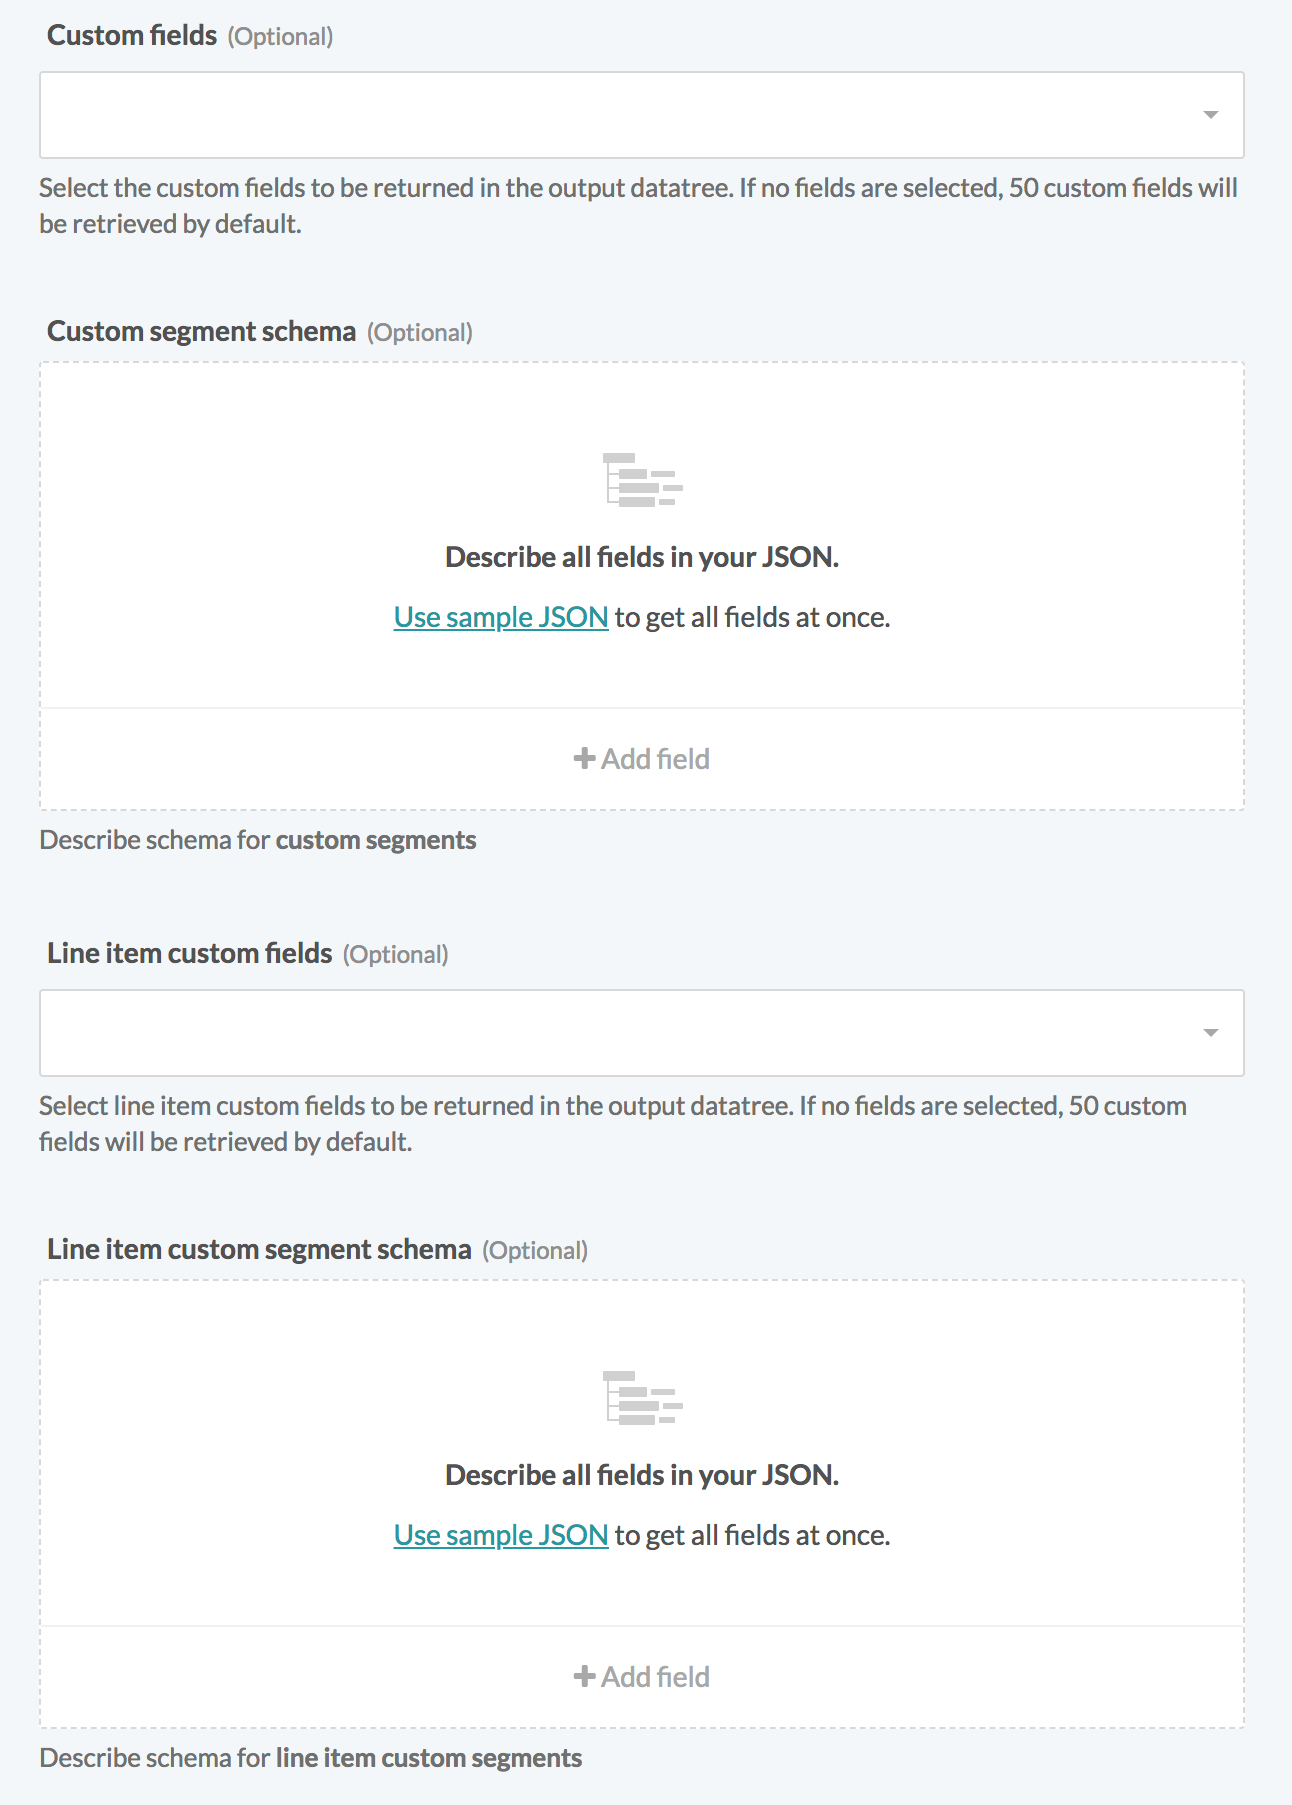 Custom fields (Optional)
Select the custom fields to be returned in the output datatree. If no fields are selected, 50 custom fields will
be retrieved by default.
Custom segment schema (Optional)
Describe all fields in your JSON.
Use sample JSON to get all fields at once.
Add field
Describe schema for custom segments
Line item custom fields (Optional)
Select line item custom fields to be returned in the output datatree. If no fields are selected, 50 custom
fields will be retrieved by default.
Line item custom segment schema (Optional)
Describe all fields in your JSON.
Use sample JSON to get all fields at once.
Add field
Describe schema for line item custom segments